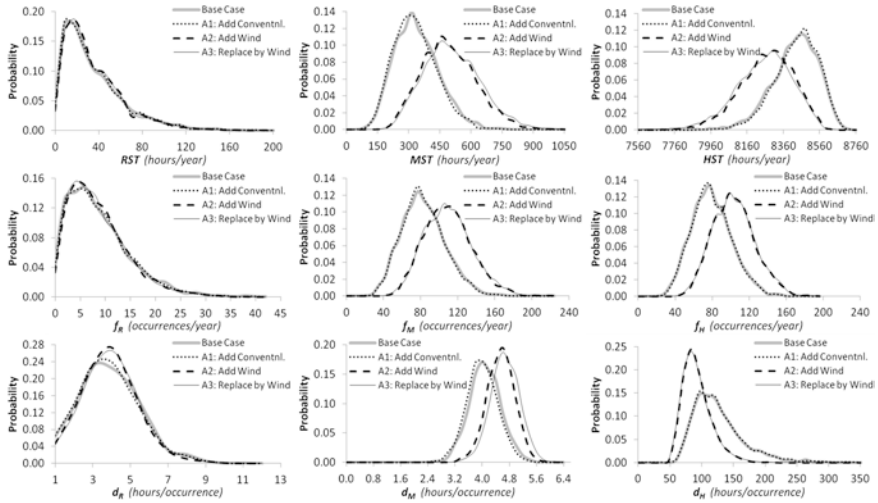 Probability
0.20
0.15
0.10
0.05
0.00
0 40 80 120 160 200
RST (hours/year)
Base Case
A1: Add Conventnl.
A2: Add Wind
A3: Replace by Wind
Probability
0.14
0.12
0.10
0.08
0.06
0.04
0.02
0.00
0 150 300 450 600 750 900 1050
MST (hours/year)
Base Case
A1: Add Conventnl.
A2: Add Wind
A3: Replace by Wind
Probability
0.14
0.12
0.10
0.08
0.06
0.04
0.02
0.00
7560 7760 7960 8160 8360 8560 8760
HST (hours/year)
Base Case
A1: Add Conventnl.
A2: Add Wind
A3: Replace by Wind
Probability
0.16
0.12
0.08
0.04
0.00
0 5 10 15 20 25 30 35 40 45
fR (occurrences/year)
Base Case
A1: Add Conventnl.
A2: Add Wind
A3: Replace by Wind
Probability
0.14
0.12
0.10
0.08
0.06
0.04
0.02
0.00
0 40 80 120 160 200 240
fM (occurrences/year)
Base Case
A1: Add Conventnl.
A2: Add Wind
A3: Replace by Wind
Probability
0.16
0.14
0.12
0.10
0.08
0.06
0.04
0.02
0.00
0 40 80 120 160 200 240
fH (occurrences/year)
Base Case
A1: Add Conventnl.
A2: Add Wind
A3: Replace by Wind
Probability
0.28
0.24
0.20
0.16
0.12
0.08
0.04
0.00
1 3 5 7 9 11 13
dR (hours/occurrence)
Base Case
A1: Add Conventnl.
A2: Add Wind
A3: Replace by Wind
Probability
0.20
0.15
0.10
0.05
0.00
0.0 0.8 1.6 2.4 3.2 4.0 4.8 5.6 6.4
dM (hours/occurrence)
Base Case
A1: Add Conventnl.
A2: Add Wind
A3: Replace by Wind
Probability
0.30
0.25
0.20
0.15
0.10
0.05
0.00
0 50 100 150 200 250 300 350
dH (hours/occurrence)
Base Case
A1: Add Conventnl.
A2: Add Wind
A3: Replace by Wind